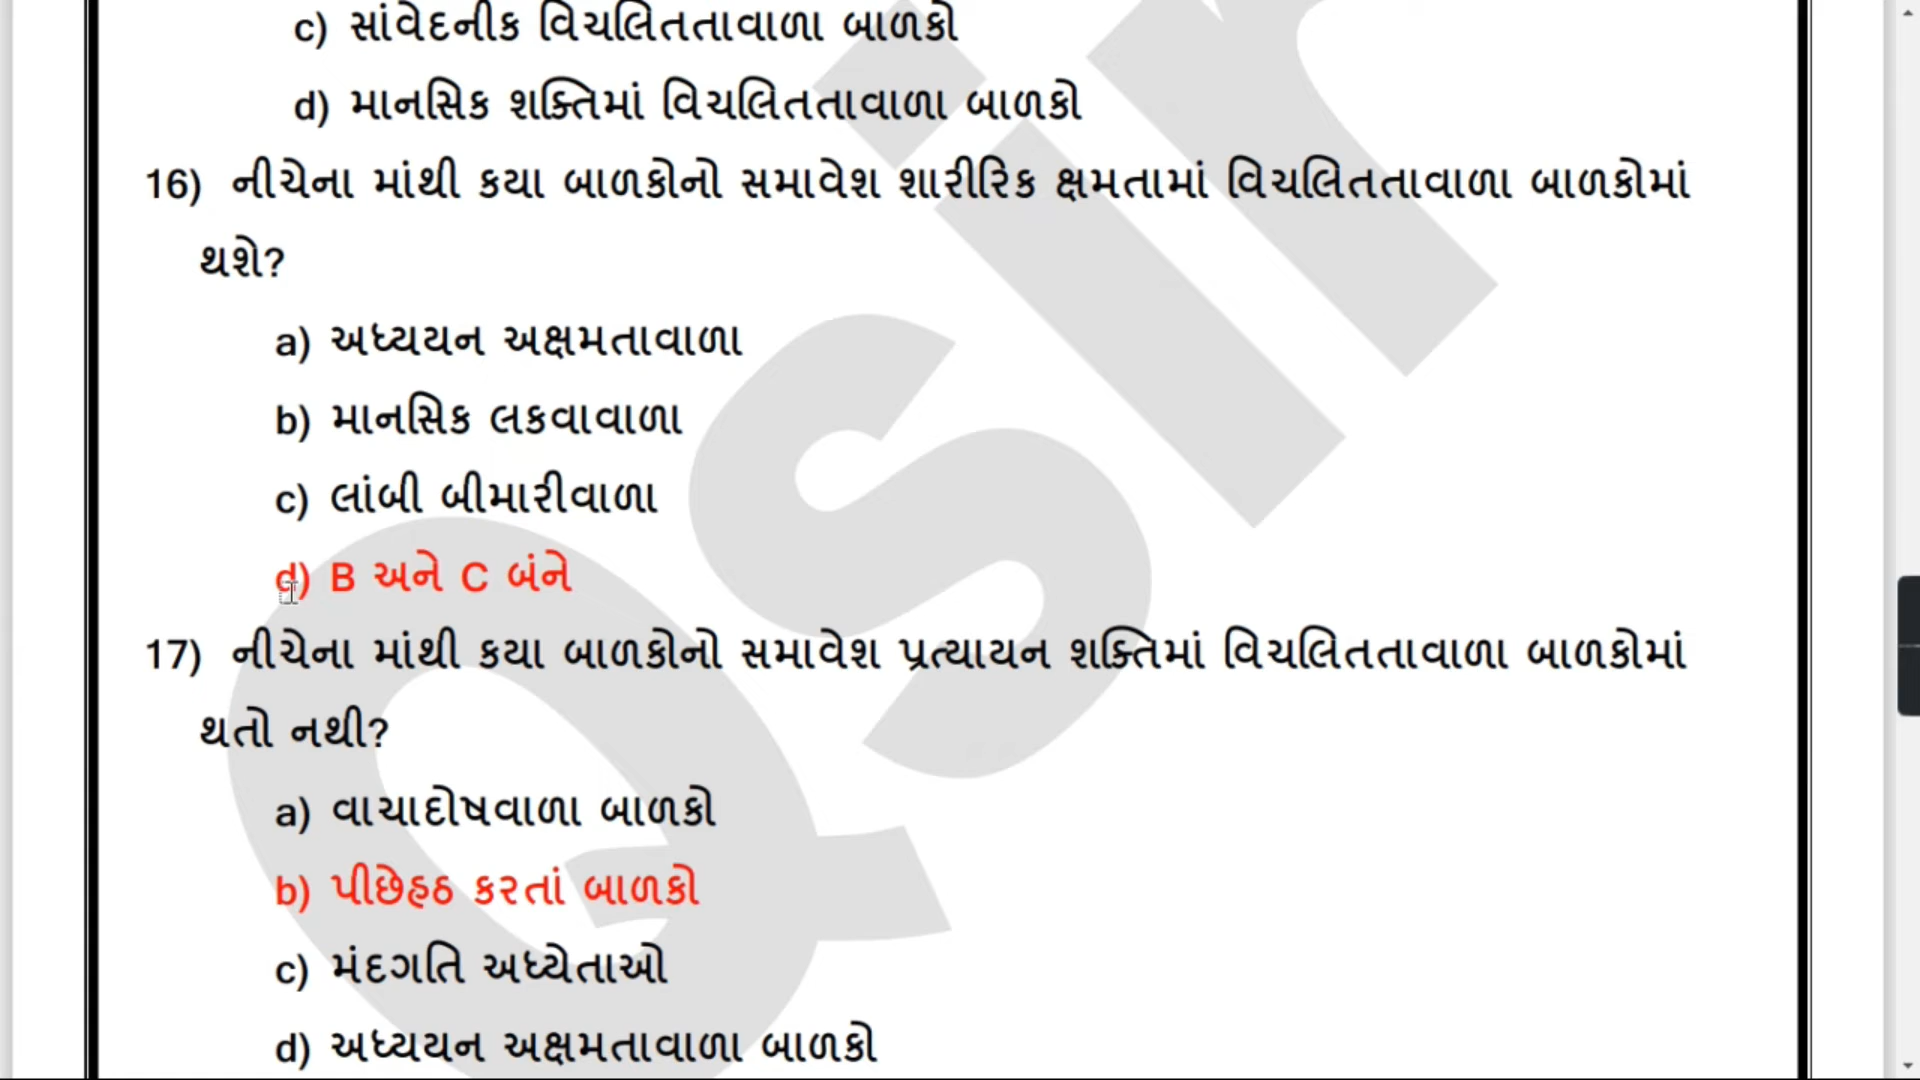 c) સાંવેદનીક વિચલિતતાવાળા બાળકો
d) માનસિક શક્તિમાં વિચલિતતાવાળા બાળકો
16) નીચેના માંથી કયા બાળકોનો સમાવેશ શારીરિક ક્ષમતામાં વિચલિતતાવાળા બાળકોમાં
થશે?
a) અધ્યયન અક્ષમતાવાળા
b) માનસિક લકવાવાળા
c) લાંબી બીમારીવાળા
d) B અને C બંને
17) નીચેના માંથી કયા બાળકોનો સમાવેશ પ્રત્યાયન શક્તિમાં વિચલિતતાવાળા બાળકોમાં
થતો નથી?
a) વાચાદોષવાળા બાળકો
b) પીછેહઠ કરતાં બાળકો
c) મંદગતિ અધ્યેતાઓ
d) અધ્યયન અક્ષમતાવાળા બાળકો